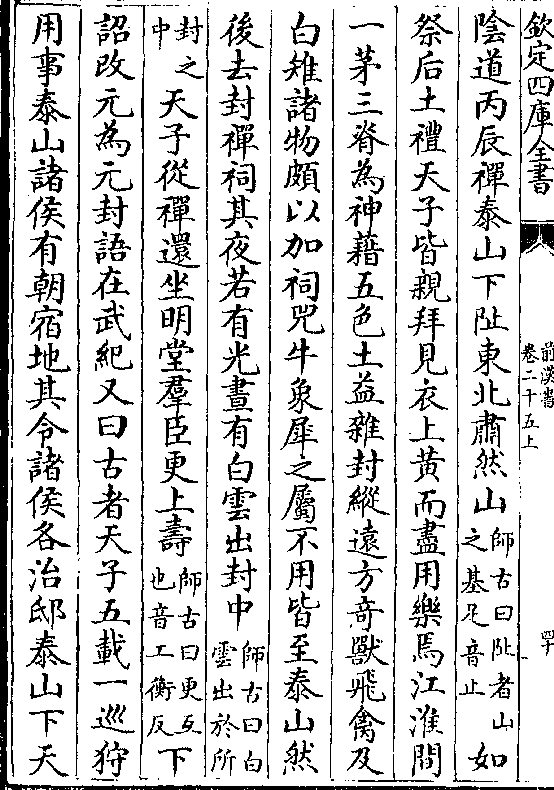 欽定四庫全書
前漢書
卷二十五上
罕
陰道丙辰禪泰山下阯東北肅然山師古曰阯者山之基足音止如
祭后土禮天子皆親拜見衣上黃而盡用樂焉江淮間
一茅三脊為神藉五色土益雜封縱遠方竒獸飛禽及
白雉諸物頗以加祠兕牛象犀之屬不用皆至泰山然
後去封禪祠其夜若有光晝有白雲出封中師古曰白雲出於所
封之中天子從禪還坐明堂羣臣更上壽師古曰更互也音工衡反下
詔改元為元封語在武紀又曰古者天子五載一巡狩
用事泰山諸侯有朝宿地其令諸侯各治邸泰山下天